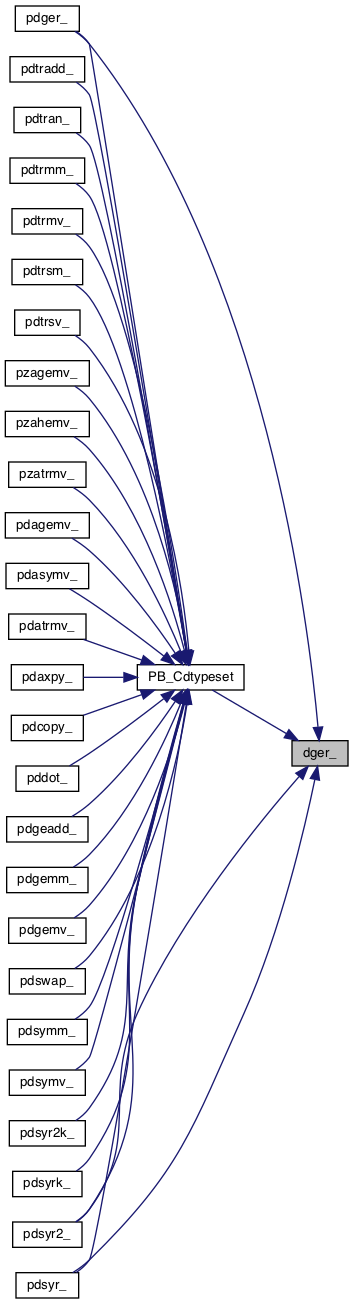 pdger_
pdtradd_
pdtran_
pdtrmm_
pdtrmv_
pdtrsm_
pdtrsv_
pzagemv_
pzahemv_
pzatrmv_
pdagemv_
pdasymv_
pdatrmv_
pdaxpy_
PB_Cdtypeset
pdcopy_
dger_
pddot_
pdgeadd_
pdgemm_
pdgemv_
pdswap_
pdsymm_
pdsymv_
pdsyr2k_
pdsyrk_
pdsyr2_
pdsyr_